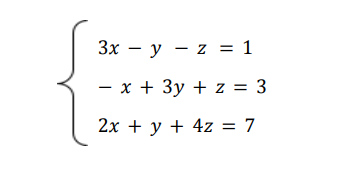 3x − y − z = 1
− x + 3y + z = 3
2x + y + 4z = 7